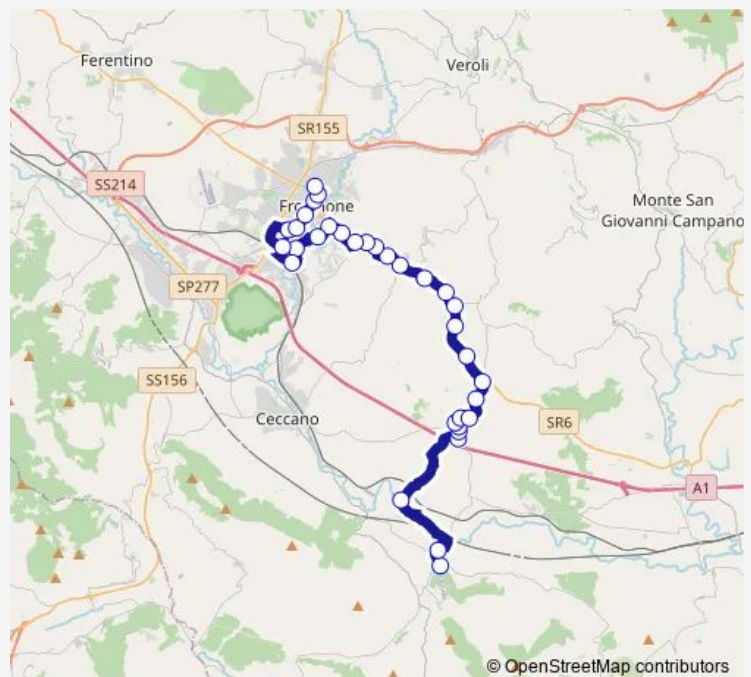 Ferentino
Veroli
SR155
SS214
Monte San
Giovanni Campano
SP277
SS156
Ceccano
SR6
A1
© OpenStreetMap contributors